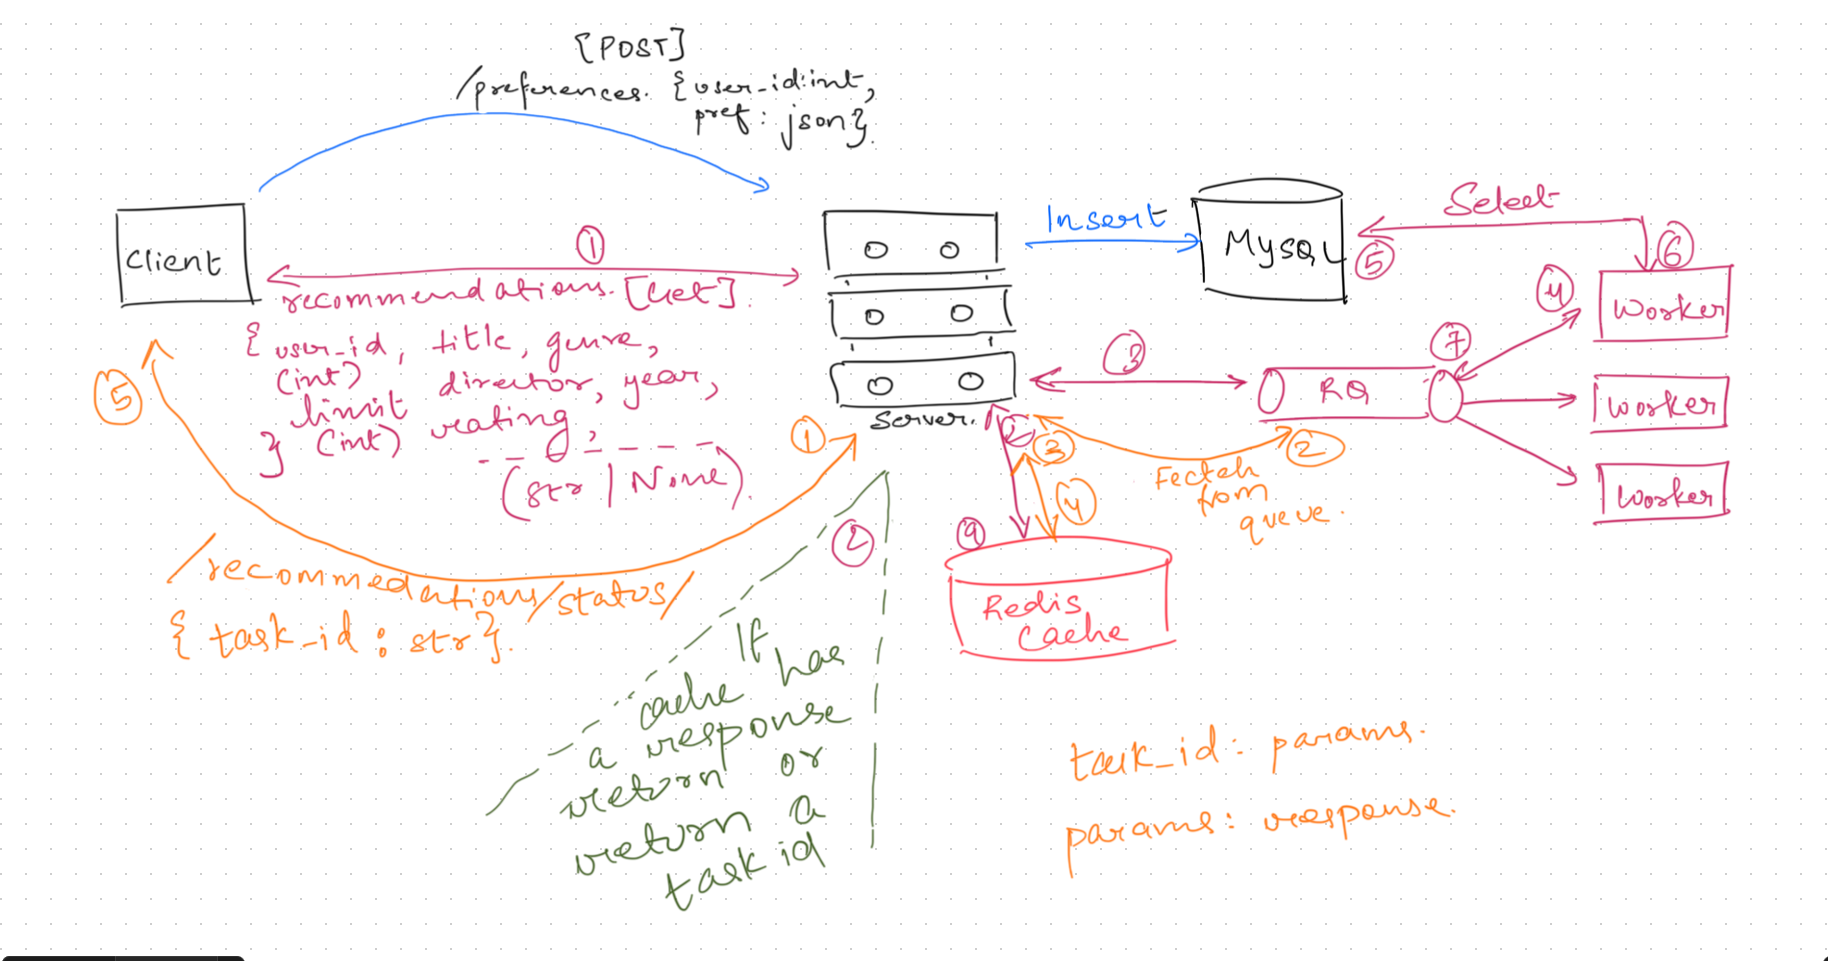 [POST]
/preferences. {user_id:int,
pref: json}.
Client
①
recommendations. [Get].
{ user_id, title, genre,
(int) director, year,
limit
} (int) rating,
(str | None).
⑤
①
/recommedations/status/
{ task_id : str}.
Server.
Insert
MySQL
Select
⑤
⑥
④
Worker
③
RQ
⑦
Worker
Worker
②
③
②
Fectch
from
queue.
④
⑨
Redis
Cache
②
If
cache has
a response
return or
return a
task id
task_id: params.
params: response.